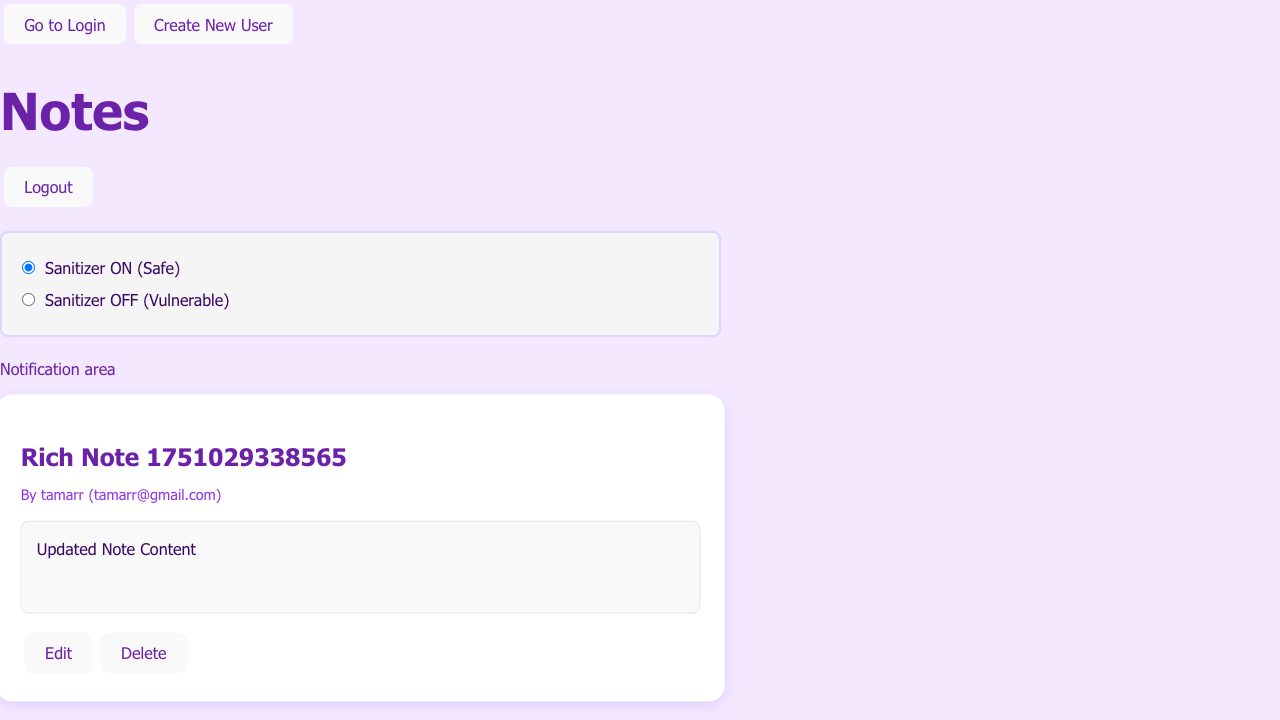 Go to Login Create New User
Notes
Logout
Sanitizer ON (Safe)
Sanitizer OFF (Vulnerable)
Notification area
Rich Note 1751029338565
By tamarr (tamarr@gmail.com)
Updated Note Content
Edit Delete